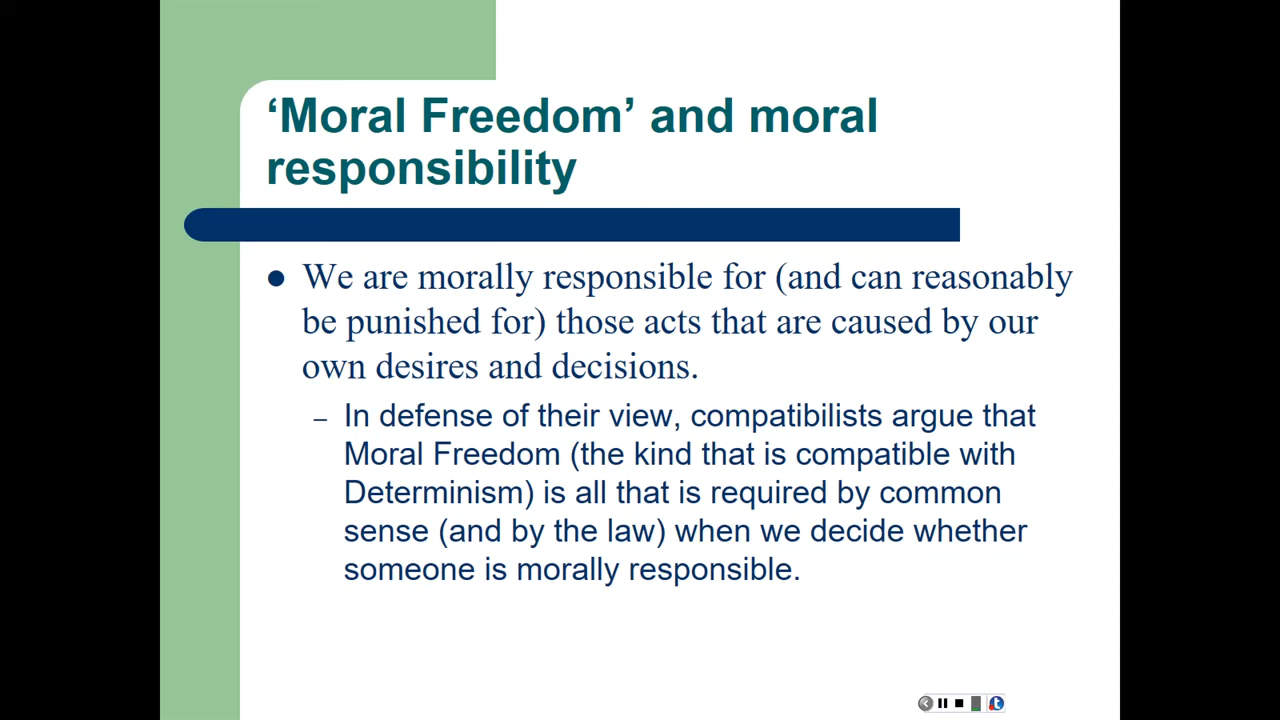 ‘Moral Freedom’ and moral
responsibility
● We are morally responsible for (and can reasonably
be punished for) those acts that are caused by our
own desires and decisions.
– In defense of their view, compatibilists argue that
Moral Freedom (the kind that is compatible with
Determinism) is all that is required by common
sense (and by the law) when we decide whether
someone is morally responsible.